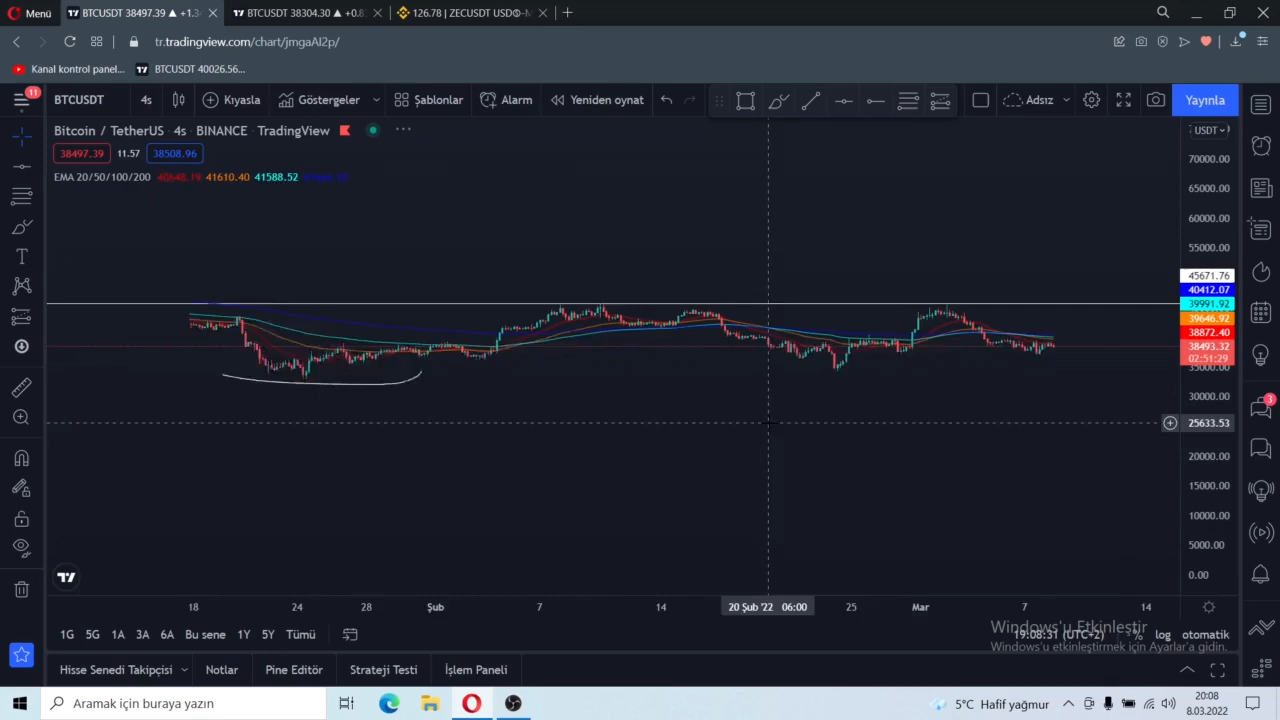 Menü
BTCUSDT 38497.39 ▲ +1.3
BTCUSDT 38304.30 ▲ +0.8
126.78 | ZECUSDT USD
tr.tradingview.com/chart/jmgaAI2p/
Kanal kontrol panel...
BTCUSDT 40026.56...
11
BTCUSDT
4s
Kıyasla
Göstergeler
Şablonlar
Alarm
Yeniden oynat
Adsız
Yayınla
Bitcoin / TetherUS · 4s · BINANCE · TradingView
USDT
38497.39 11.57 38508.96
EMA 20/50/100/200 40648.19 41610.40 41588.52
70000.00
65000.00
60000.00
55000.00
45671.76
40412.07
39991.92
39646.92
38872.40
38493.32
02:51:29
35000.00
30000.00
25633.53
20000.00
15000.00
10000.00
5000.00
0.00
3
18 24 28 Şub 7 14 20 Şub '22 06:00 25 Mar 7 14
1G 5G 1A 3A 6A Bu sene 1Y 5Y Tümü
19:08:31 (UTC+2) % log otomatik
Windows'u Etkinleştir
Windows'u etkinleştirmek için Ayarlar'a gidin.
Hisse Senedi Takipçisi
Notlar
Pine Editör
Strateji Testi
İşlem Paneli
Aramak için buraya yazın
5°C Hafif yağmur
20:08
8.03.2022